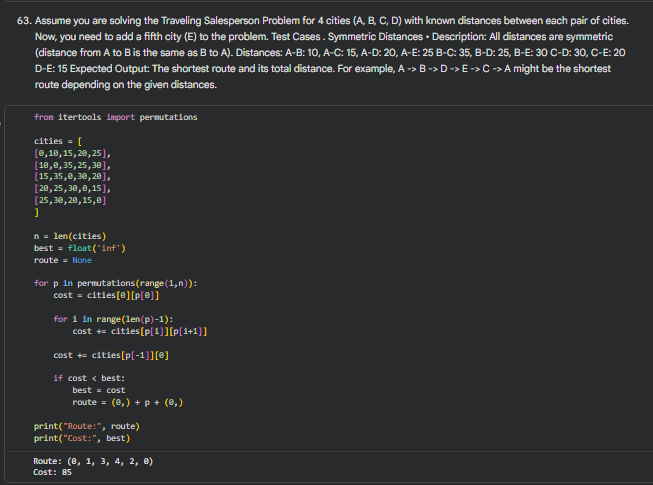 63. Assume you are solving the Traveling Salesperson Problem for 4 cities (A, B, C, D) with known distances between each pair of cities.
Now, you need to add a fifth city (E) to the problem. Test Cases . Symmetric Distances • Description: All distances are symmetric
(distance from A to B is the same as B to A). Distances: A-B: 10, A-C: 15, A-D: 20, A-E: 25 B-C: 35, B-D: 25, B-E: 30 C-D: 30, C-E: 20
D-E: 15 Expected Output: The shortest route and its total distance. For example, A -> B -> D -> E -> C -> A might be the shortest
route depending on the given distances.
from itertools import permutations
cities = [
[0,10,15,20,25],
[10,0,35,25,30],
[15,35,0,30,20],
[20,25,30,0,15],
[25,30,20,15,0]
]
n = len(cities)
best = float('inf')
route = None
for p in permutations(range(1,n)):
    cost = cities[0][p[0]]
    for i in range(len(p)-1):
        cost += cities[p[i]][p[i+1]]
    cost += cities[p[-1]][0]
    if cost < best:
        best = cost
        route = (0,) + p + (0,)
print("Route:", route)
print("Cost:", best)
Route: (0, 1, 3, 4, 2, 0)
Cost: 85